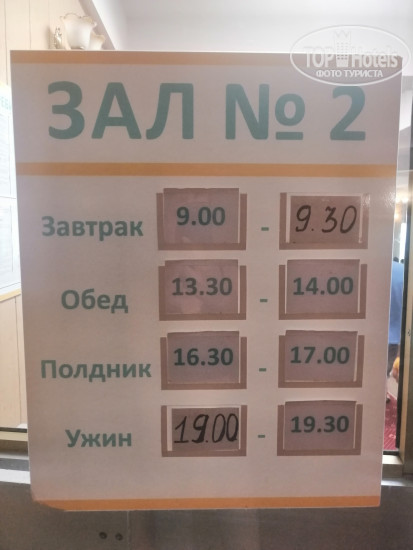 TOP Hotels
ФОТО ТУРИСТА
ЗАЛ № 2
Завтрак 9.00 - 9.30
Обед 13.30 - 14.00
Полдник 16.30 - 17.00
Ужин 19.00 - 19.30